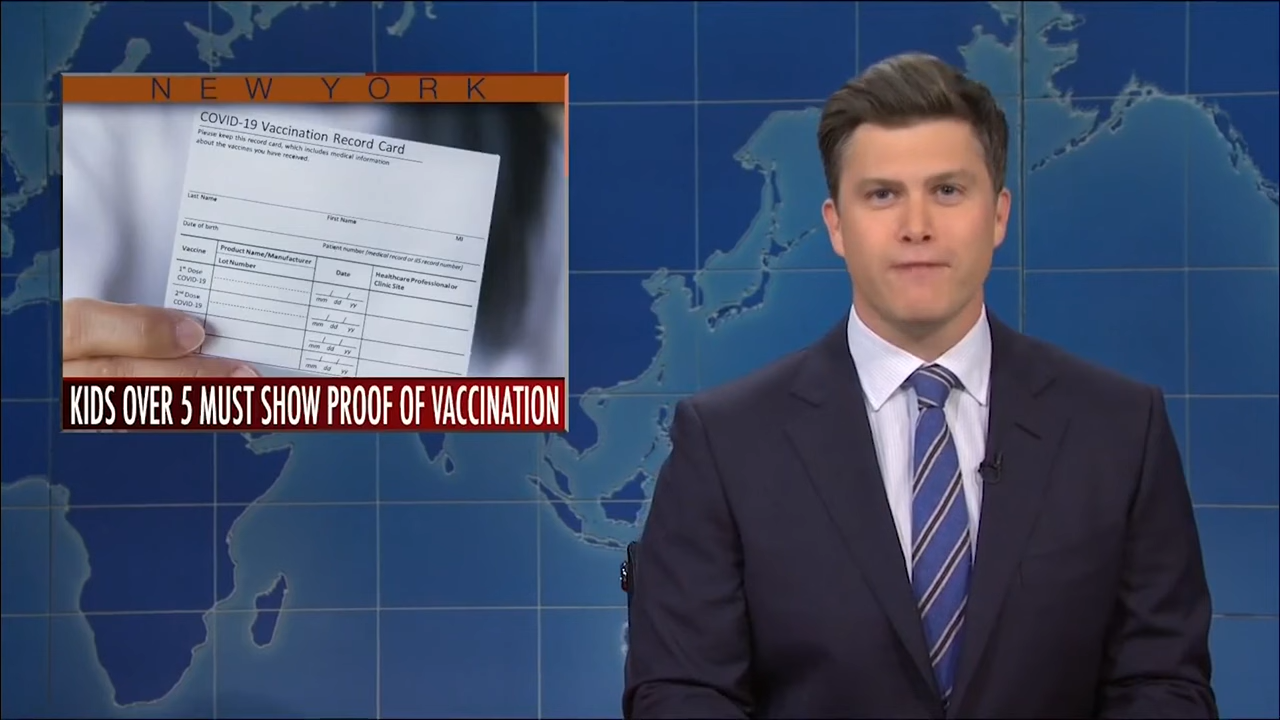 NEW YORK
COVID-19 Vaccination Record Card
Please keep this record card, which includes medical information
about the vaccines you have received.
Last Name First Name MI
Date of birth Patient number (medical record or IIS record number)
Vaccine Product Name/Manufacturer Date Healthcare Professional or
Lot Number Clinic Site
1st Dose
COVID-19
mm dd yy
2nd Dose
COVID-19
mm dd yy
mm dd yy
mm dd yy
KIDS OVER 5 MUST SHOW PROOF OF VACCINATION